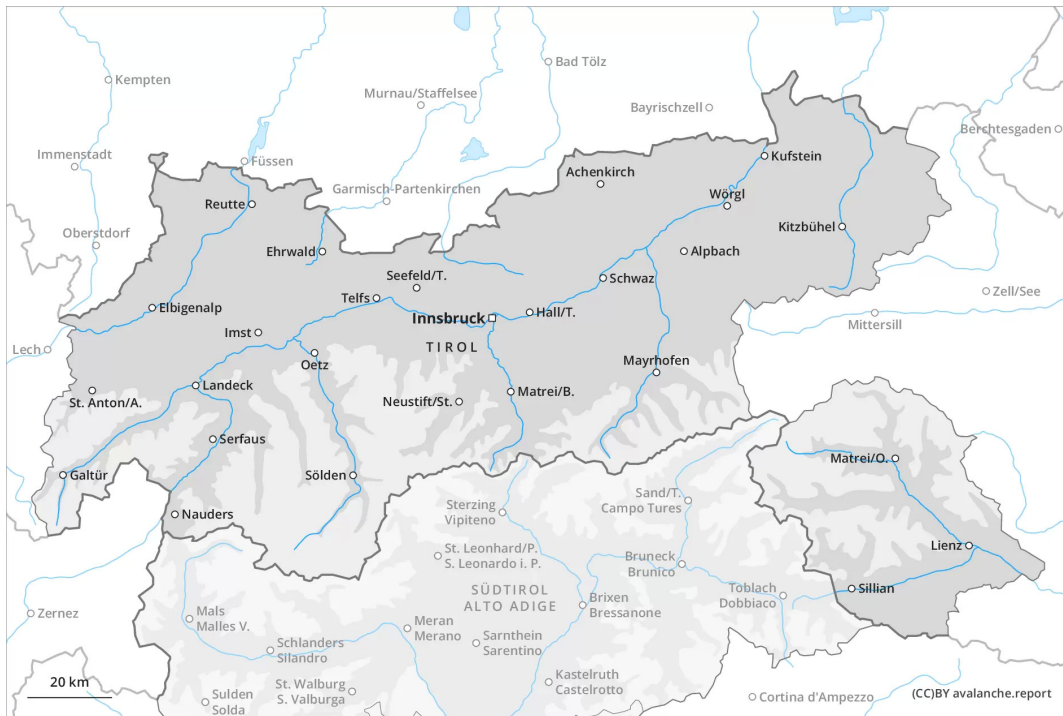 Kempten
Bad Tölz
Murnau/Staffelsee
Bayrischzell
Berchtesgaden
Immenstadt
Füssen
Kufstein
Achenkirch
Garmisch-Partenkirchen
Reutte
Wörgl
Kitzbühel
Oberstdorf
Ehrwald
Alpbach
Seefeld/T.
Schwaz
Zell/See
Telfs
Elbigenalp
Hall/T.
Innsbruck
Mittersill
Imst
TIROL
Lech
Oetz
Mayrhofen
Landeck
St. Anton/A.
Neustift/St.
Matrei/B.
Serfaus
Matrei/O.
Galtür
Sölden
Sand/T.
Campo Tures
Sterzing
Vipiteno
Nauders
Lienz
St. Leonhard/P.
S. Leonardo i. P.
Bruneck
Brunico
SÜDTIROL
ALTO ADIGE
Toblach
Dobbiaco
Sillian
Brixen
Bressanone
Zernez
Mals
Malles V.
Meran
Merano
Sarnthein
Sarentino
Schlanders
Silandro
Kastelruth
Castelrotto
20 km
St. Walburg
S. Valburga
Sulden
Solda
Cortina d'Ampezzo
(CC)BY avalanche.report